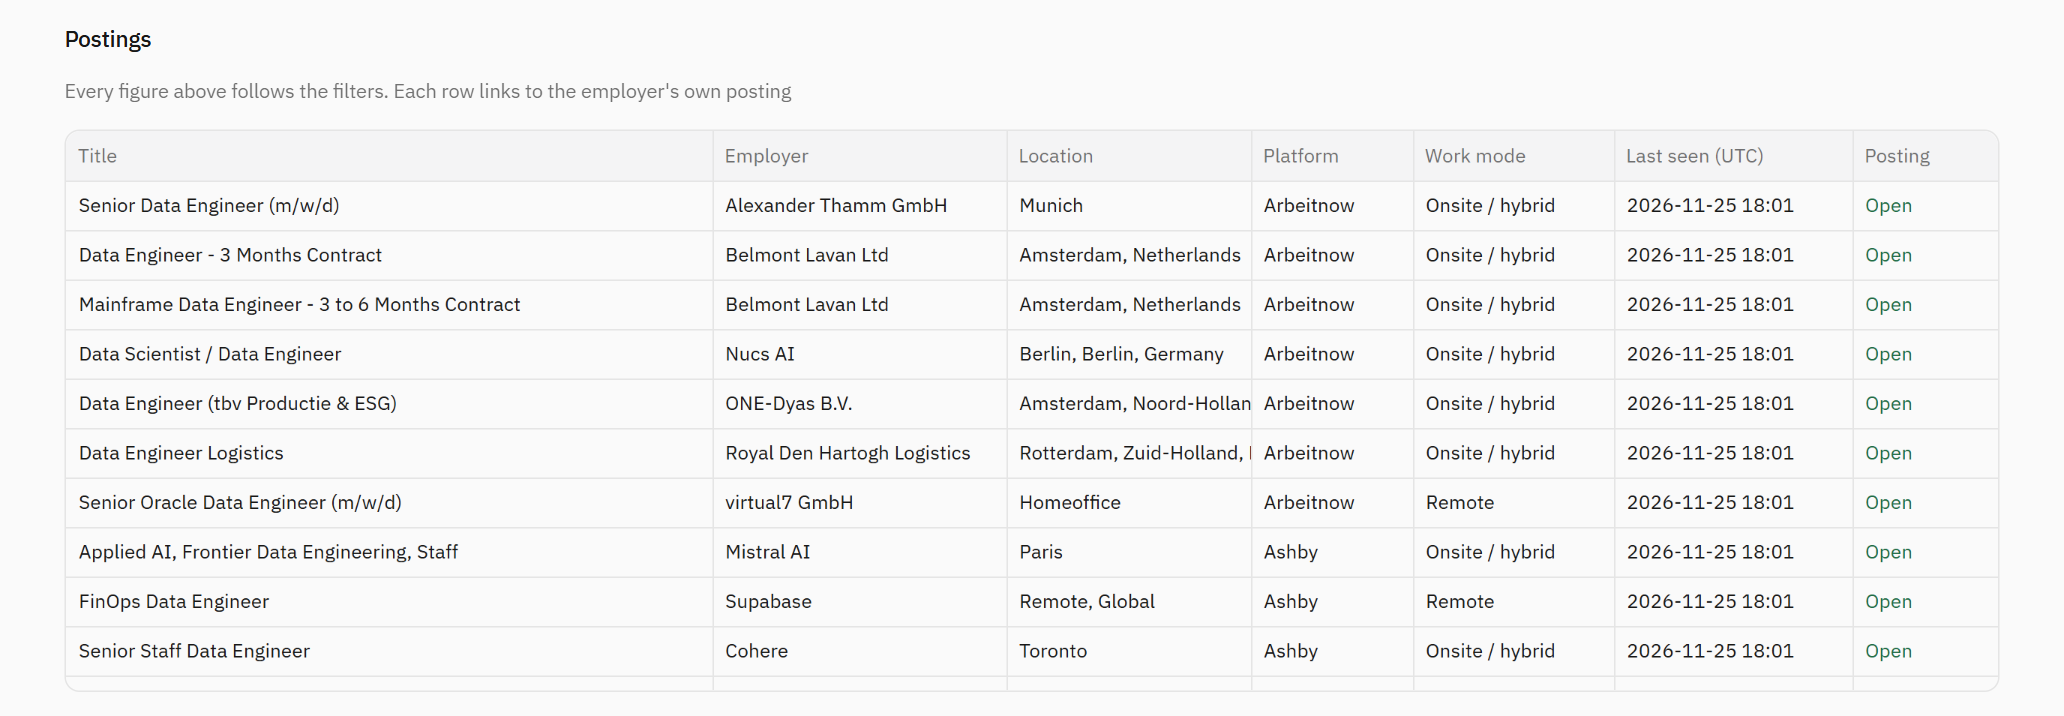 Postings
Every figure above follows the filters. Each row links to the employer's own posting
Title Employer Location Platform Work mode Last seen (UTC) Posting
Senior Data Engineer (m/w/d) Alexander Thamm GmbH Munich Arbeitnow Onsite / hybrid 2026-11-25 18:01 Open
Data Engineer - 3 Months Contract Belmont Lavan Ltd Amsterdam, Netherlands Arbeitnow Onsite / hybrid 2026-11-25 18:01 Open
Mainframe Data Engineer - 3 to 6 Months Contract Belmont Lavan Ltd Amsterdam, Netherlands Arbeitnow Onsite / hybrid 2026-11-25 18:01 Open
Data Scientist / Data Engineer Nucs AI Berlin, Berlin, Germany Arbeitnow Onsite / hybrid 2026-11-25 18:01 Open
Data Engineer (tbv Productie & ESG) ONE-Dyas B.V. Amsterdam, Noord-Hollan Arbeitnow Onsite / hybrid 2026-11-25 18:01 Open
Data Engineer Logistics Royal Den Hartogh Logistics Rotterdam, Zuid-Holland, Arbeitnow Onsite / hybrid 2026-11-25 18:01 Open
Senior Oracle Data Engineer (m/w/d) virtual7 GmbH Homeoffice Arbeitnow Remote 2026-11-25 18:01 Open
Applied AI, Frontier Data Engineering, Staff Mistral AI Paris Ashby Onsite / hybrid 2026-11-25 18:01 Open
FinOps Data Engineer Supabase Remote, Global Ashby Remote 2026-11-25 18:01 Open
Senior Staff Data Engineer Cohere Toronto Ashby Onsite / hybrid 2026-11-25 18:01 Open